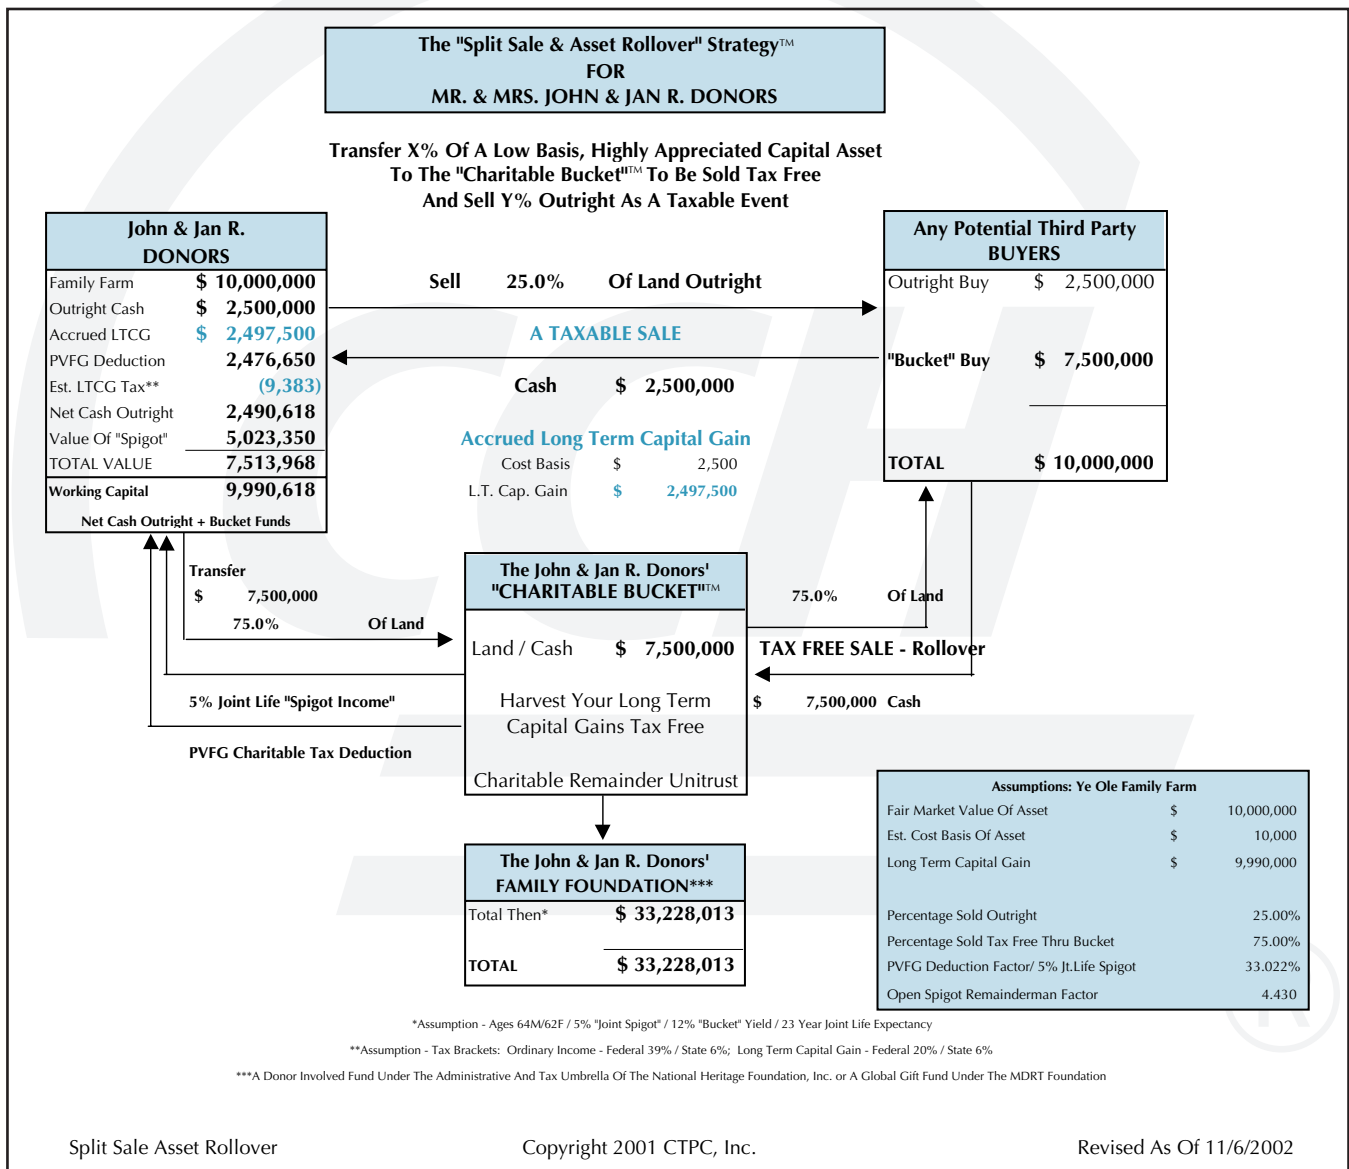 The "Split Sale & Asset Rollover" Strategy™
FOR
MR. & MRS. JOHN & JAN R. DONORS
Transfer X% Of A Low Basis, Highly Appreciated Capital Asset
To The "Charitable Bucket"™ To Be Sold Tax Free
And Sell Y% Outright As A Taxable Event
John & Jan R.
DONORS
Family Farm $ 10,000,000
Outright Cash $ 2,500,000
Accrued LTCG $ 2,497,500
PVFG Deduction 2,476,650
Est. LTCG Tax** (9,383)
Net Cash Outright 2,490,618
Value Of "Spigot" 5,023,350
TOTAL VALUE 7,513,968
Working Capital 9,990,618
Net Cash Outright + Bucket Funds
Sell 25.0% Of Land Outright
A TAXABLE SALE
Cash $ 2,500,000
Accrued Long Term Capital Gain
Cost Basis $ 2,500
L.T. Cap. Gain $ 2,497,500
Any Potential Third Party
BUYERS
Outright Buy $ 2,500,000
"Bucket" Buy $ 7,500,000
TOTAL $ 10,000,000
Transfer
$ 7,500,000
75.0% Of Land
5% Joint Life "Spigot Income"
PVFG Charitable Tax Deduction
The John & Jan R. Donors'
"CHARITABLE BUCKET"™
Land / Cash $ 7,500,000
Harvest Your Long Term
Capital Gains Tax Free
Charitable Remainder Unitrust
75.0% Of Land
TAX FREE SALE - Rollover
$ 7,500,000 Cash
The John & Jan R. Donors'
FAMILY FOUNDATION***
Total Then* $ 33,228,013
TOTAL $ 33,228,013
Assumptions: Ye Ole Family Farm
Fair Market Value Of Asset $ 10,000,000
Est. Cost Basis Of Asset $ 10,000
Long Term Capital Gain $ 9,990,000
Percentage Sold Outright 25.00%
Percentage Sold Tax Free Thru Bucket 75.00%
PVFG Deduction Factor/ 5% Jt.Life Spigot 33.022%
Open Spigot Remainderman Factor 4.430
*Assumption - Ages 64M/62F / 5% "Joint Spigot" / 12% "Bucket" Yield / 23 Year Joint Life Expectancy
**Assumption - Tax Brackets: Ordinary Income - Federal 39% / State 6%; Long Term Capital Gain - Federal 20% / State 6%
***A Donor Involved Fund Under The Administrative And Tax Umbrella Of The National Heritage Foundation, Inc. or A Global Gift Fund Under The MDRT Foundation
Split Sale Asset Rollover Copyright 2001 CTPC, Inc. Revised As Of 11/6/2002
CCH
®